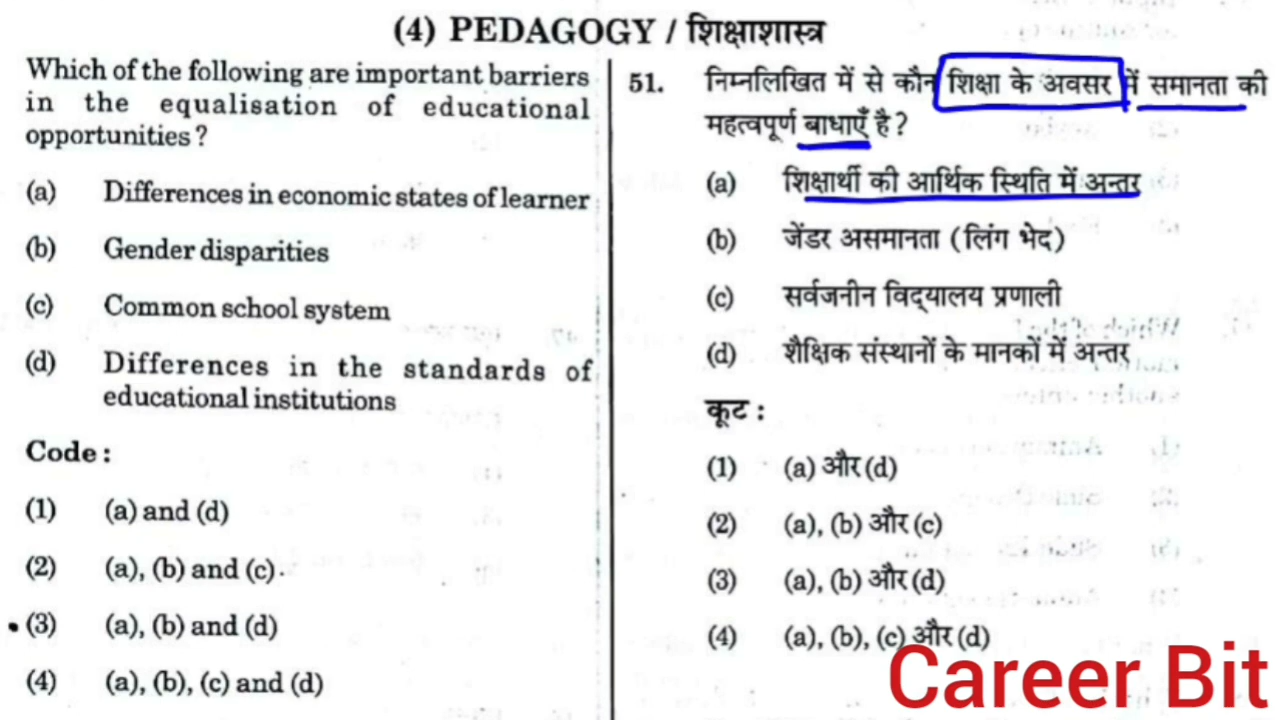 (4) PEDAGOGY / शिक्षाशास्त्र
Which of the following are important barriers
in the equalisation of educational
opportunities ?
(a) Differences in economic states of learner
(b) Gender disparities
(c) Common school system
(d) Differences in the standards of
educational institutions
Code :
(1) (a) and (d)
(2) (a), (b) and (c)
(3) (a), (b) and (d)
(4) (a), (b), (c) and (d)
51. निम्नलिखित में से कौन शिक्षा के अवसर में समानता की
महत्वपूर्ण बाधाएँ है ?
(a) शिक्षार्थी की आर्थिक स्थिति में अन्तर
(b) जेंडर असमानता (लिंग भेद)
(c) सर्वजनीन विद्यालय प्रणाली
(d) शैक्षिक संस्थानों के मानकों में अन्तर
कूट :
(1) (a) और (d)
(2) (a), (b) और (c)
(3) (a), (b) और (d)
(4) (a), (b), (c) और (d)
Career Bit